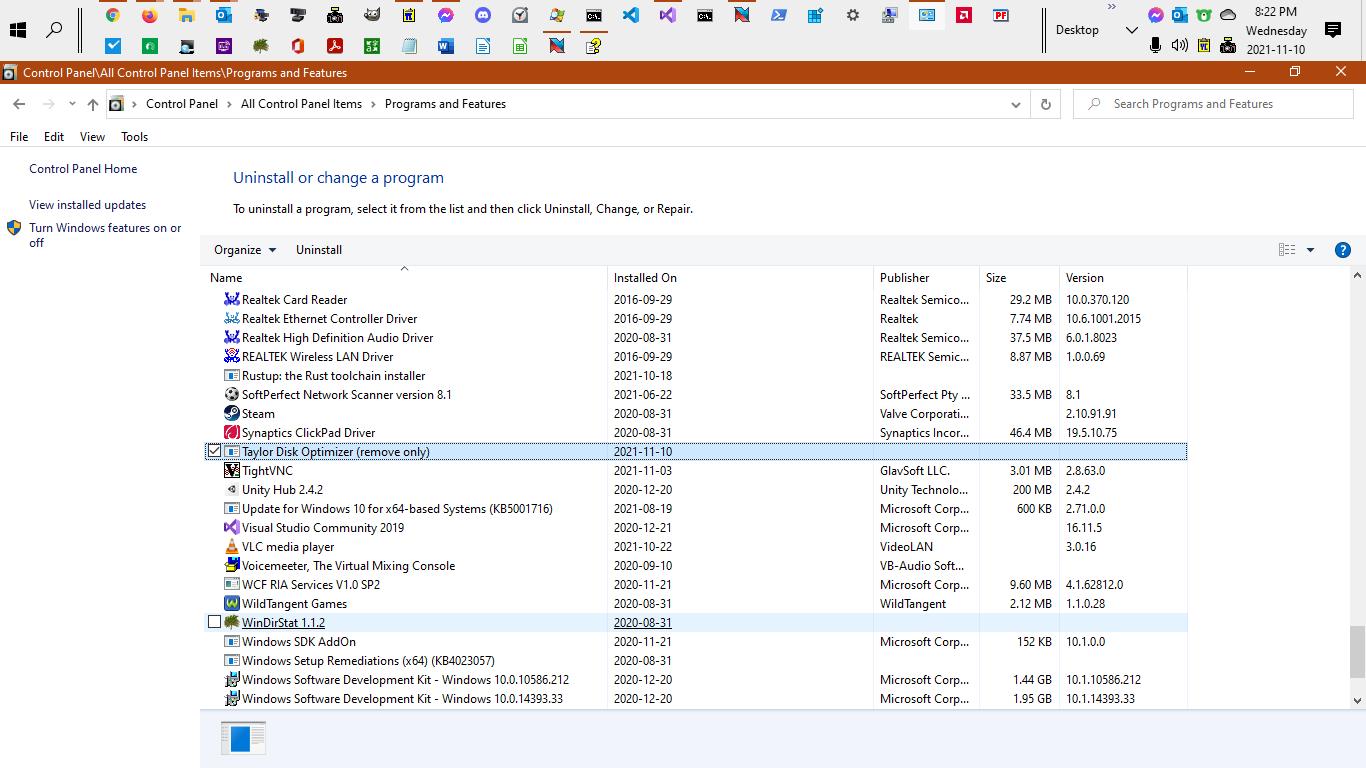 8:22 PM
Desktop
Wednesday
2021-11-10
Control Panel\All Control Panel Items\Programs and Features
Control Panel > All Control Panel Items > Programs and Features
Search Programs and Features
File Edit View Tools
Control Panel Home
View installed updates
Turn Windows features on or
off
Uninstall or change a program
To uninstall a program, select it from the list and then click Uninstall, Change, or Repair.
Organize Uninstall
Name Installed On Publisher Size Version
Realtek Card Reader 2016-09-29 Realtek Semico... 29.2 MB 10.0.370.120
Realtek Ethernet Controller Driver 2016-09-29 Realtek 7.74 MB 10.6.1001.2015
Realtek High Definition Audio Driver 2020-08-31 Realtek Semico... 37.5 MB 6.0.1.8023
REALTEK Wireless LAN Driver 2016-09-29 REALTEK Semic... 8.87 MB 1.0.0.69
Rustup: the Rust toolchain installer 2021-10-18
SoftPerfect Network Scanner version 8.1 2021-06-22 SoftPerfect Pty ... 33.5 MB 8.1
Steam 2020-08-31 Valve Corporati... 2.10.91.91
Synaptics ClickPad Driver 2020-08-31 Synaptics Incor... 46.4 MB 19.5.10.75
Taylor Disk Optimizer (remove only) 2021-11-10
TightVNC 2021-11-03 GlavSoft LLC. 3.01 MB 2.8.63.0
Unity Hub 2.4.2 2020-12-20 Unity Technolo... 200 MB 2.4.2
Update for Windows 10 for x64-based Systems (KB5001716) 2021-08-19 Microsoft Corp... 600 KB 2.71.0.0
Visual Studio Community 2019 2020-12-21 Microsoft Corp... 16.11.5
VLC media player 2021-10-22 VideoLAN 3.0.16
Voicemeeter, The Virtual Mixing Console 2020-09-10 VB-Audio Soft...
WCF RIA Services V1.0 SP2 2020-11-21 Microsoft Corp... 9.60 MB 4.1.62812.0
WildTangent Games 2020-08-31 WildTangent 2.12 MB 1.1.0.28
WinDirStat 1.1.2 2020-08-31
Windows SDK AddOn 2020-11-21 Microsoft Corp... 152 KB 10.1.0.0
Windows Setup Remediations (x64) (KB4023057) 2020-08-31
Windows Software Development Kit - Windows 10.0.10586.212 2020-12-20 Microsoft Corp... 1.44 GB 10.1.10586.212
Windows Software Development Kit - Windows 10.0.14393.33 2020-12-20 Microsoft Corp... 1.95 GB 10.1.14393.33